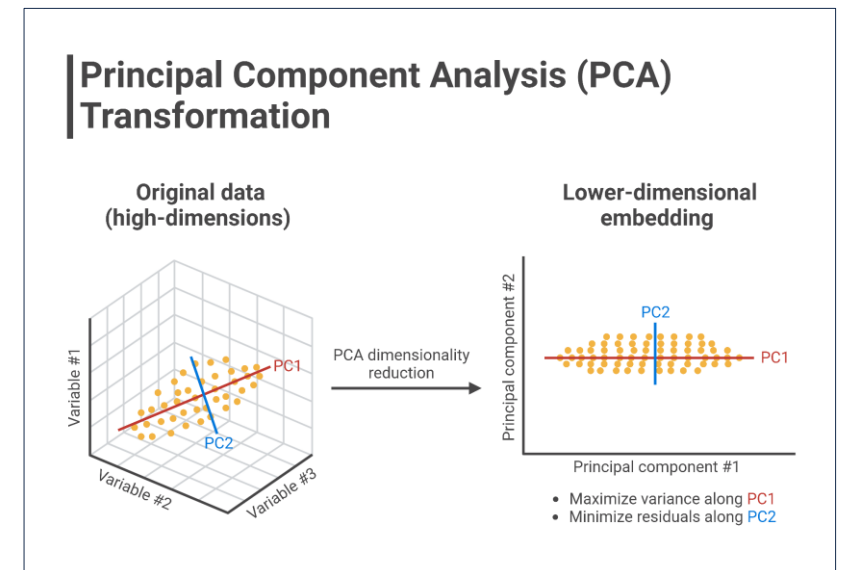 Principal Component Analysis (PCA)
Transformation
Original data
(high-dimensions)
Variable #1
Variable #2
Variable #3
PC1
PC2
PCA dimensionality
reduction
Lower-dimensional
embedding
Principal component #2
PC2
PC1
Principal component #1
• Maximize variance along PC1
• Minimize residuals along PC2